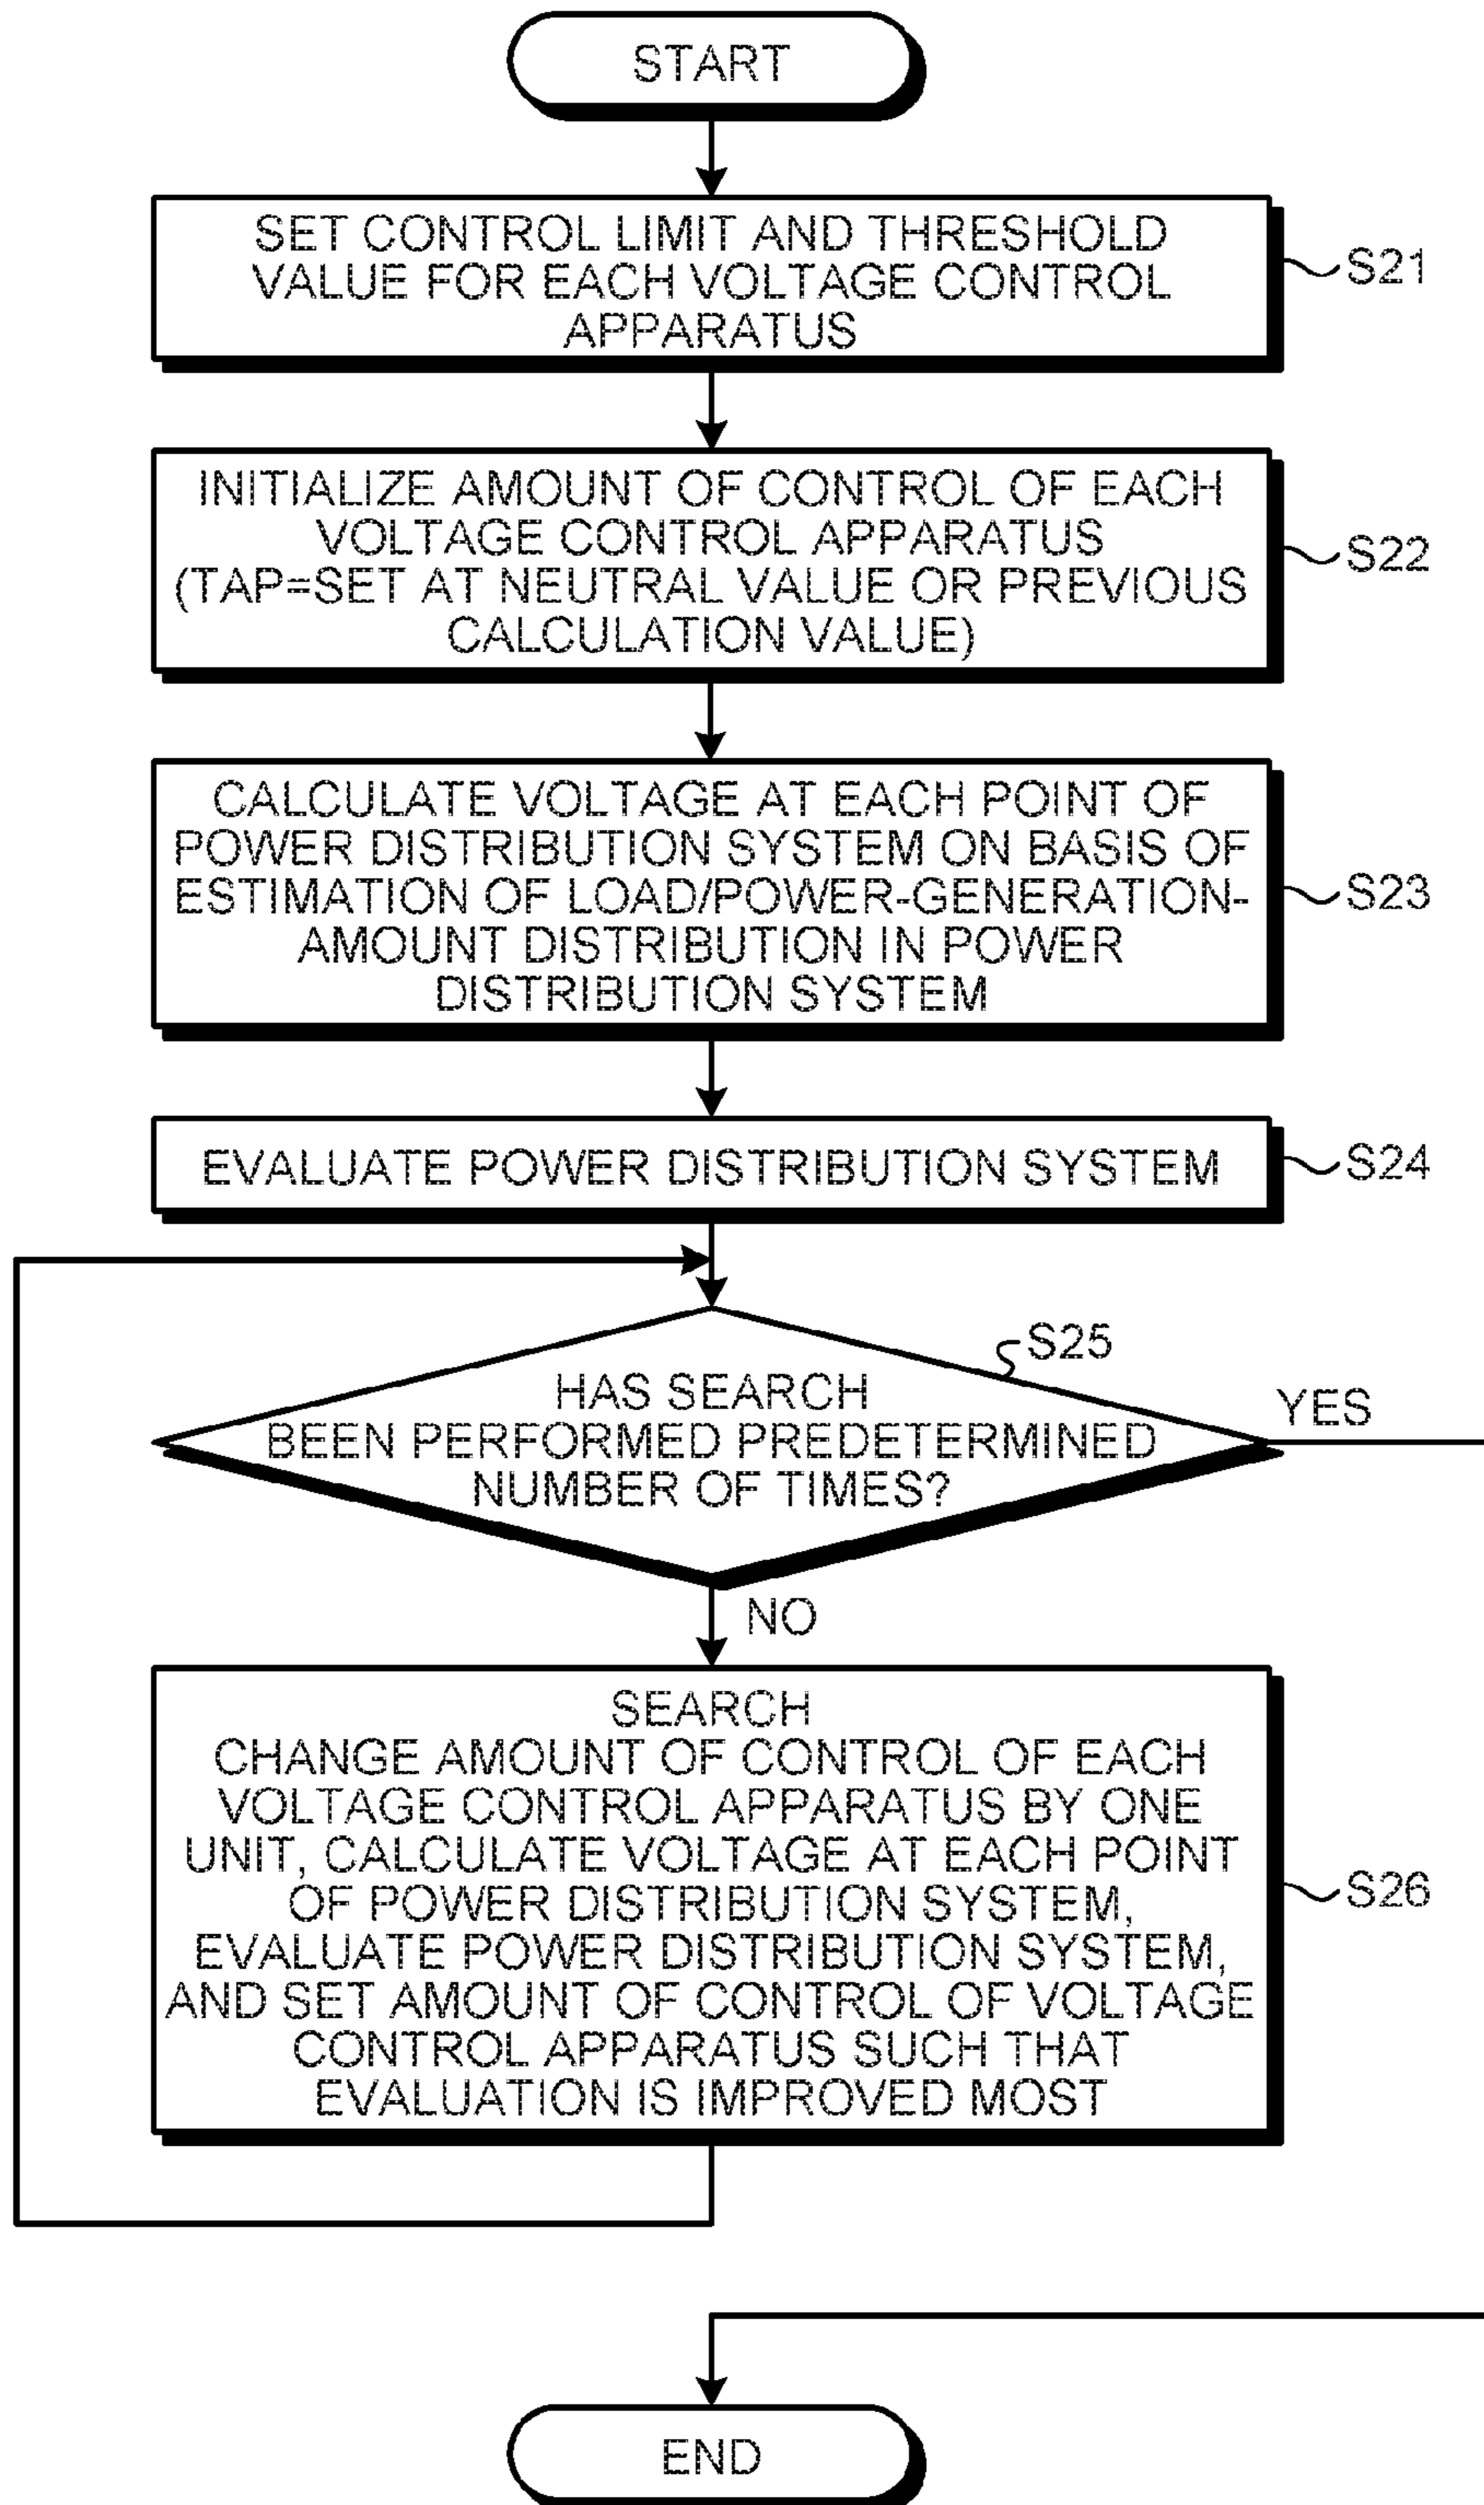 START
SET CONTROL LIMIT AND THRESHOLD
VALUE FOR EACH VOLTAGE CONTROL
APPARATUS
S21
INITIALIZE AMOUNT OF CONTROL OF EACH
VOLTAGE CONTROL APPARATUS
(TAP=SET AT NEUTRAL VALUE OR PREVIOUS
CALCULATION VALUE)
S22
CALCULATE VOLTAGE AT EACH POINT OF
POWER DISTRIBUTION SYSTEM ON BASIS OF
ESTIMATION OF LOAD/POWER-GENERATION-
AMOUNT DISTRIBUTION IN POWER
DISTRIBUTION SYSTEM
S23
EVALUATE POWER DISTRIBUTION SYSTEM
S24
S25
HAS SEARCH
BEEN PERFORMED PREDETERMINED
NUMBER OF TIMES?
YES
NO
SEARCH
CHANGE AMOUNT OF CONTROL OF EACH
VOLTAGE CONTROL APPARATUS BY ONE
UNIT, CALCULATE VOLTAGE AT EACH POINT
OF POWER DISTRIBUTION SYSTEM,
EVALUATE POWER DISTRIBUTION SYSTEM,
AND SET AMOUNT OF CONTROL OF VOLTAGE
CONTROL APPARATUS SUCH THAT
EVALUATION IS IMPROVED MOST
S26
END